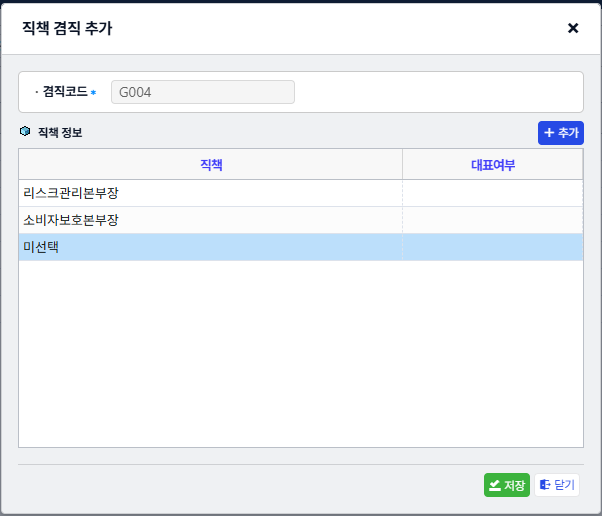 직책 겸직 추가
· 겸직코드 * G004
직책 정보
+ 추가
직책 대표여부
리스크관리본부장
소비자보호본부장
미선택
저장 닫기